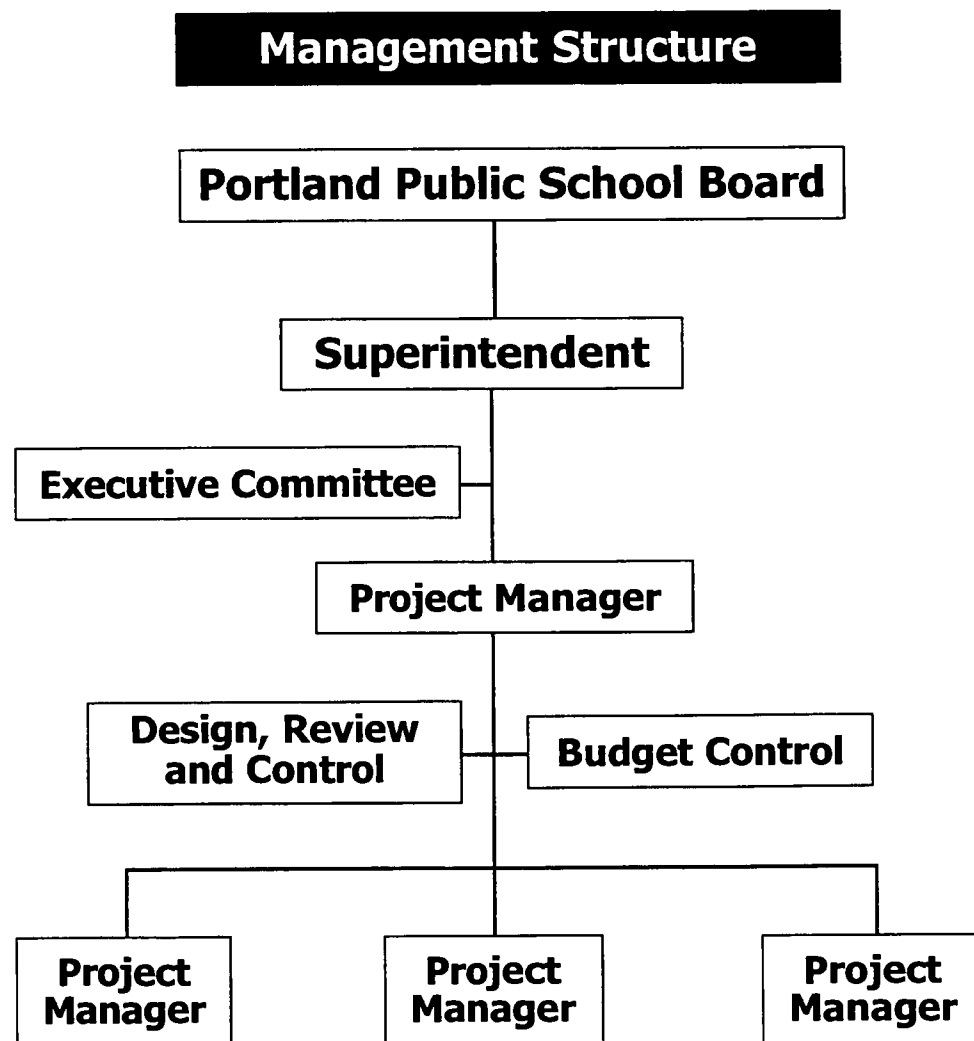 Management Structure
Portland Public School Board
Superintendent
Executive Committee
Project Manager
Design, Review
and Control
Budget Control
Project
Manager
Project
Manager
Project
Manager